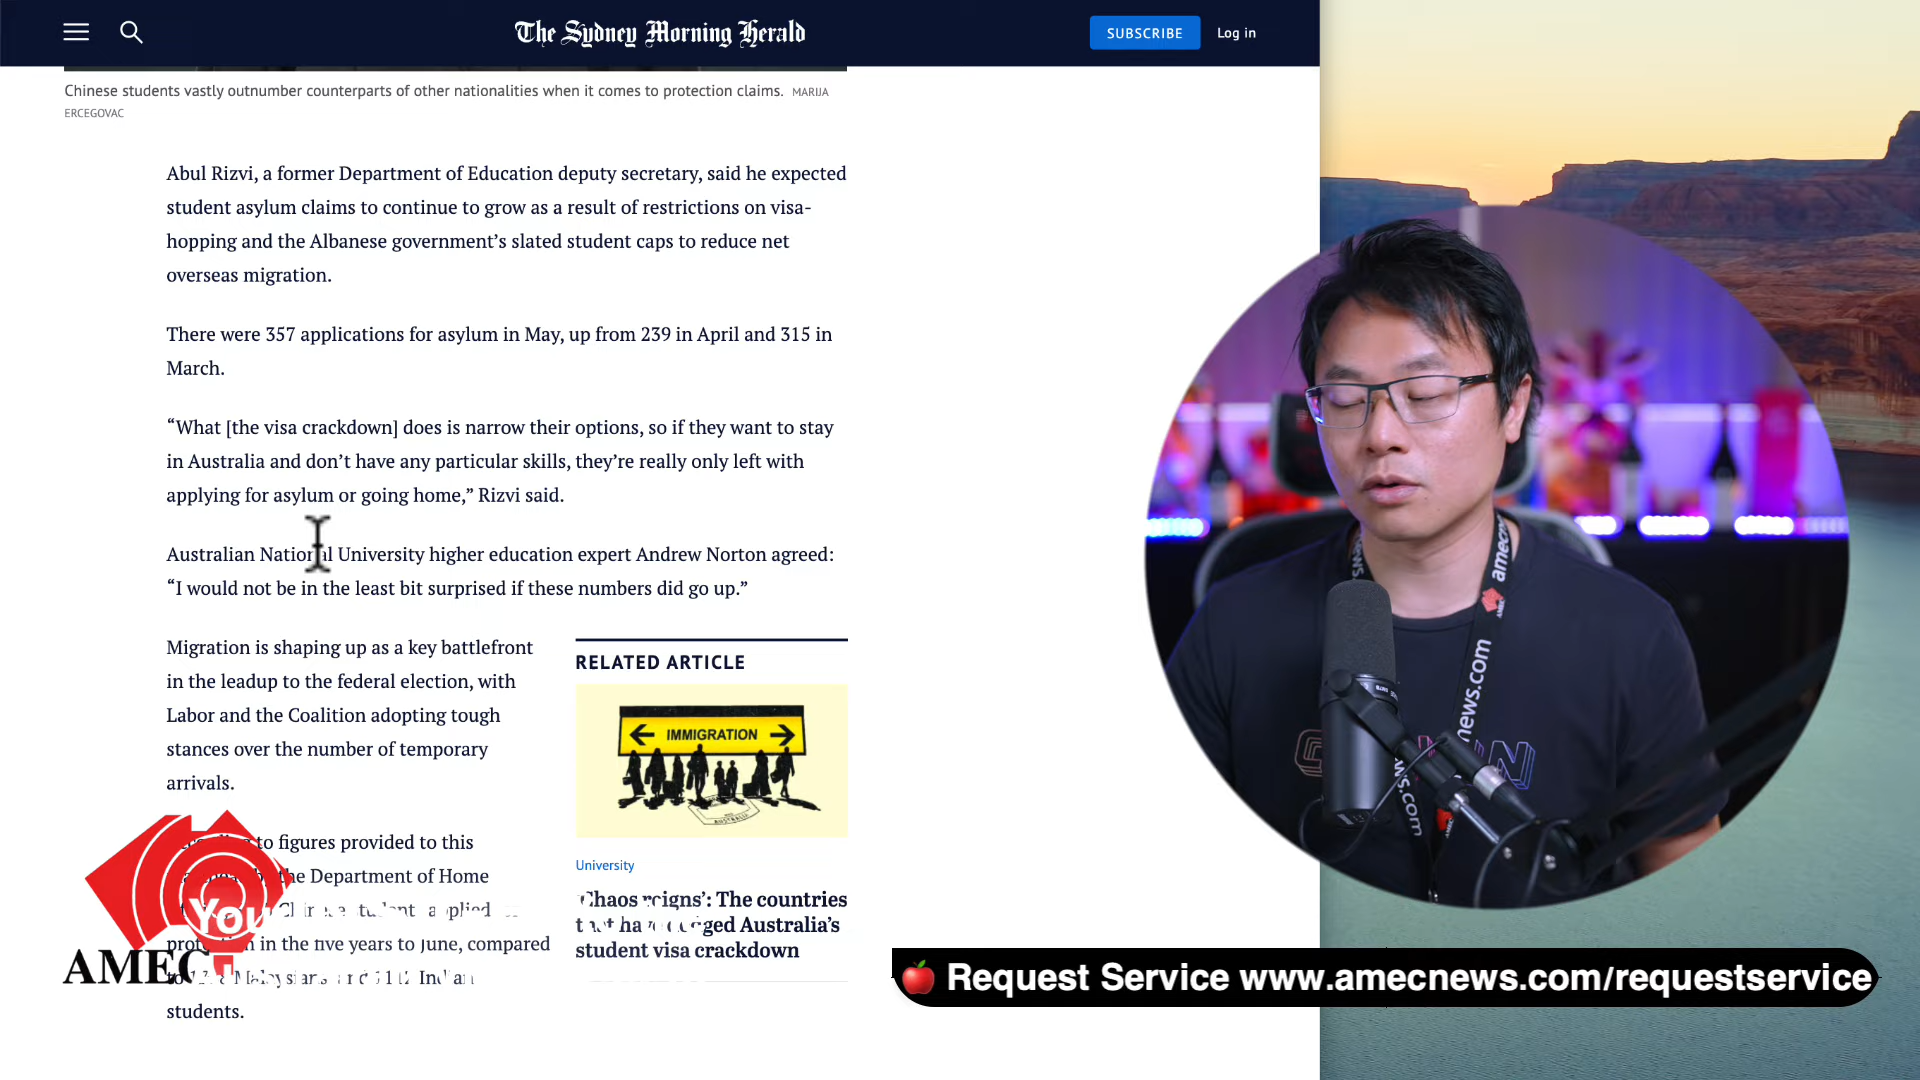 The Sydney Morning Herald
SUBSCRIBE
Log in
Chinese students vastly outnumber counterparts of other nationalities when it comes to protection claims. MARIJA
ERCEGOVAC
Abul Rizvi, a former Department of Education deputy secretary, said he expected
student asylum claims to continue to grow as a result of restrictions on visa-
hopping and the Albanese government’s slated student caps to reduce net
overseas migration.
There were 357 applications for asylum in May, up from 239 in April and 315 in
March.
“What [the visa crackdown] does is narrow their options, so if they want to stay
in Australia and don’t have any particular skills, they’re really only left with
applying for asylum or going home,” Rizvi said.
Australian National University higher education expert Andrew Norton agreed:
“I would not be in the least bit surprised if these numbers did go up.”
Migration is shaping up as a key battlefront
in the leadup to the federal election, with
Labor and the Coalition adopting tough
stances over the number of temporary
arrivals.
to figures provided to this
the Department of Home
applied
in the five years to June, compared
students.
RELATED ARTICLE
IMMIGRATION
AUSTRALIA
University
‘Chaos reigns’: The countries
that have dodged Australia’s
student visa crackdown
AMEC
You
amecnews
news.com
s.com
AMEC
🍎 Request Service www.amecnews.com/requestservice